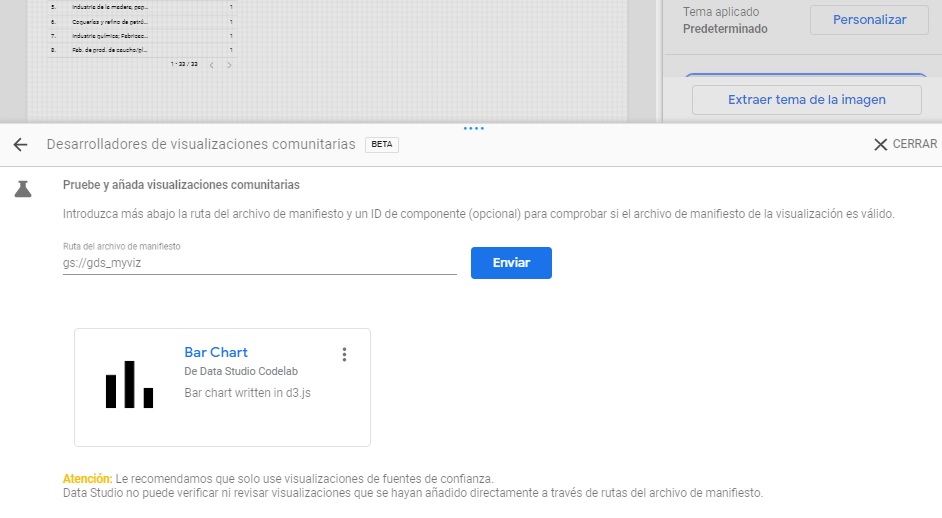 5. Industria de la madera, pap... 1
6. Coquerías y refino de petró... 1
7. Industria química; Fabricac... 1
8. Fab. de prod. de caucho/pl... 1
1 - 33 / 33
Tema aplicado
Predeterminado
Personalizar
Extraer tema de la imagen
Desarrolladores de visualizaciones comunitarias BETA
CERRAR
Pruebe y añada visualizaciones comunitarias
Introduzca más abajo la ruta del archivo de manifiesto y un ID de componente (opcional) para comprobar si el archivo de manifiesto de la visualización es válido.
Ruta del archivo de manifiesto
gs://gds_myviz
Enviar
Bar Chart
De Data Studio Codelab
Bar chart written in d3.js
Atención: Le recomendamos que solo use visualizaciones de fuentes de confianza.
Data Studio no puede verificar ni revisar visualizaciones que se hayan añadido directamente a través de rutas del archivo de manifiesto.